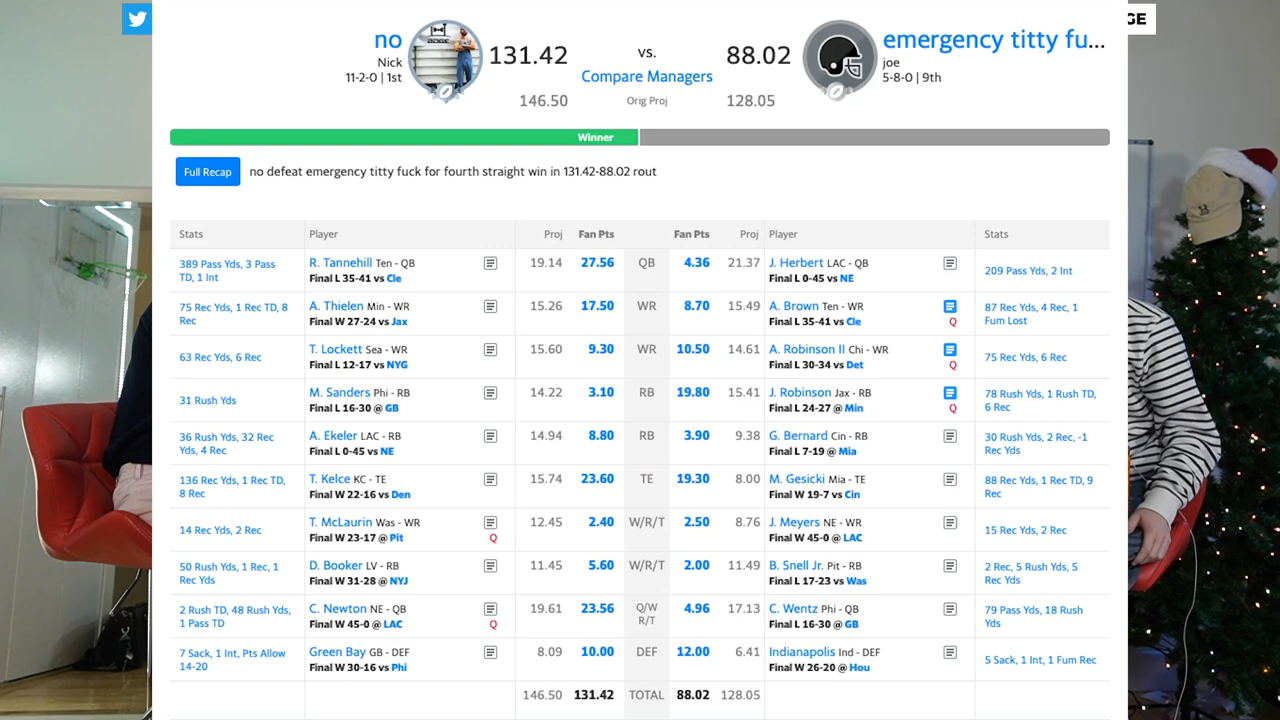 GE
no
Nick
11-2-0 | 1st
131.42
146.50
vs.
Compare Managers
Orig Proj
88.02
128.05
emergency titty fu...
joe
5-8-0 | 9th
Winner
Full Recap no defeat emergency titty fuck for fourth straight win in 131.42-88.02 rout
Stats Player Proj Fan Pts Fan Pts Proj Player Stats
389 Pass Yds, 3 Pass TD, 1 Int R. Tannehill Ten - QB 19.14 27.56 QB 4.36 21.37 J. Herbert LAC - QB 209 Pass Yds, 2 Int
Final L 35-41 vs Cle Final L 0-45 vs NE
75 Rec Yds, 1 Rec TD, 8 Rec A. Thielen Min - WR 15.26 17.50 WR 8.70 15.49 A. Brown Ten - WR 87 Rec Yds, 4 Rec, 1 Fum Lost
Final W 27-24 vs Jax Final L 35-41 vs Cle Q
63 Rec Yds, 6 Rec T. Lockett Sea - WR 15.60 9.30 WR 10.50 14.61 A. Robinson II Chi - WR 75 Rec Yds, 6 Rec
Final L 12-17 vs NYG Final L 30-34 vs Det Q
31 Rush Yds M. Sanders Phi - RB 14.22 3.10 RB 19.80 15.41 J. Robinson Jax - RB 78 Rush Yds, 1 Rush TD, 6 Rec
Final L 16-30 @ GB Final L 24-27 @ Min Q
36 Rush Yds, 32 Rec Yds, 4 Rec A. Ekeler LAC - RB 14.94 8.80 RB 3.90 9.38 G. Bernard Cin - RB 30 Rush Yds, 2 Rec, -1 Rec Yds
Final L 0-45 vs NE Final L 7-19 @ Mia
136 Rec Yds, 1 Rec TD, 8 Rec T. Kelce KC - TE 15.74 23.60 TE 19.30 8.00 M. Gesicki Mia - TE 88 Rec Yds, 1 Rec TD, 9 Rec
Final W 22-16 vs Den Final W 19-7 vs Cin
14 Rec Yds, 2 Rec T. McLaurin Was - WR 12.45 2.40 W/R/T 2.50 8.76 J. Meyers NE - WR 15 Rec Yds, 2 Rec
Final W 23-17 @ Pit Q Final W 45-0 @ LAC
50 Rush Yds, 1 Rec, 1 Rec Yds D. Booker LV - RB 11.45 5.60 W/R/T 2.00 11.49 B. Snell Jr. Pit - RB 2 Rec, 5 Rush Yds, 5 Rec Yds
Final W 31-28 @ NYJ Final L 17-23 vs Was
2 Rush TD, 48 Rush Yds, 1 Pass TD C. Newton NE - QB 19.61 23.56 Q/W R/T 4.96 17.13 C. Wentz Phi - QB 79 Pass Yds, 18 Rush Yds
Final W 45-0 @ LAC Q Final L 16-30 @ GB
7 Sack, 1 Int, Pts Allow 14-20 Green Bay GB - DEF 8.09 10.00 DEF 12.00 6.41 Indianapolis Ind - DEF 5 Sack, 1 Int, 1 Fum Rec
Final W 30-16 vs Phi Final W 26-20 @ Hou
146.50 131.42 TOTAL 88.02 128.05